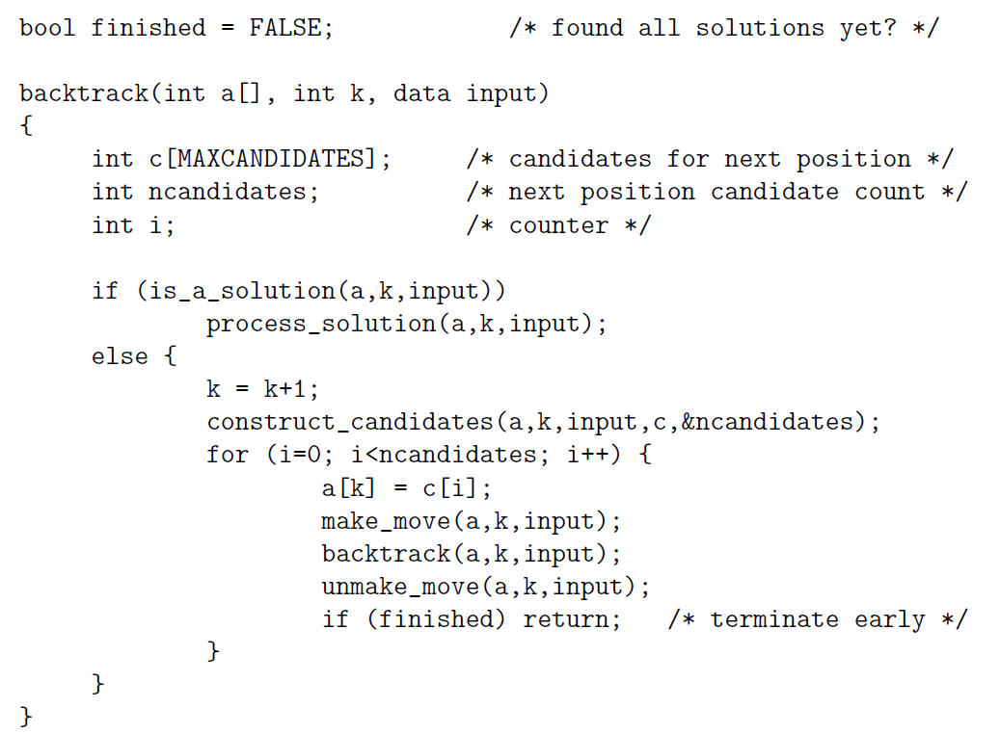 bool finished = FALSE; /* found all solutions yet? */
backtrack(int a[], int k, data input)
{
int c[MAXCANDIDATES]; /* candidates for next position */
int ncandidates; /* next position candidate count */
int i; /* counter */
if (is_a_solution(a,k,input))
process_solution(a,k,input);
else {
k = k+1;
construct_candidates(a,k,input,c,&ncandidates);
for (i=0; i<ncandidates; i++) {
a[k] = c[i];
make_move(a,k,input);
backtrack(a,k,input);
unmake_move(a,k,input);
if (finished) return; /* terminate early */
}
}
}